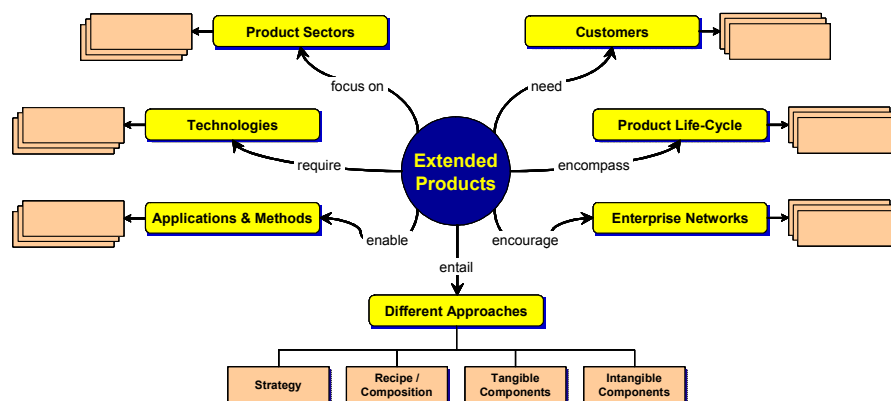 Product Sectors
Customers
focus on
need
Technologies
Product Life-Cycle
require
Extended
Products
encompass
Applications & Methods
Enterprise Networks
enable
encourage
entail
Different Approaches
Strategy
Recipe /
Composition
Tangible
Components
Intangible
Components